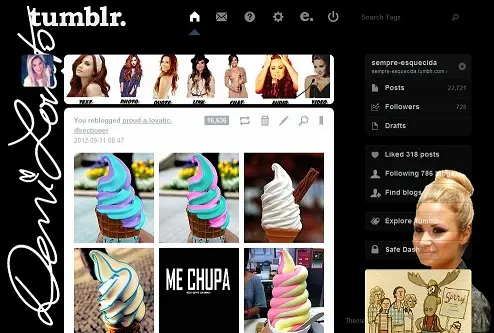 tumblr.
Search Tags
Demi Lovato
TEXT
PHOTO
QUOTE
LINK
CHAT
AUDIO
VIDEO
sempre-esquecida
sempre-esquecida.tumblr.com
Posts 22,721
Followers 726
Drafts
You reblogged proud-a-lovatic-
directioner
16,636
2012-09-11 08:47
Liked 318 posts
Following 786
Find blogs
Explore Tumblr
Safe Dash
ME CHUPA
Sorry
Theme